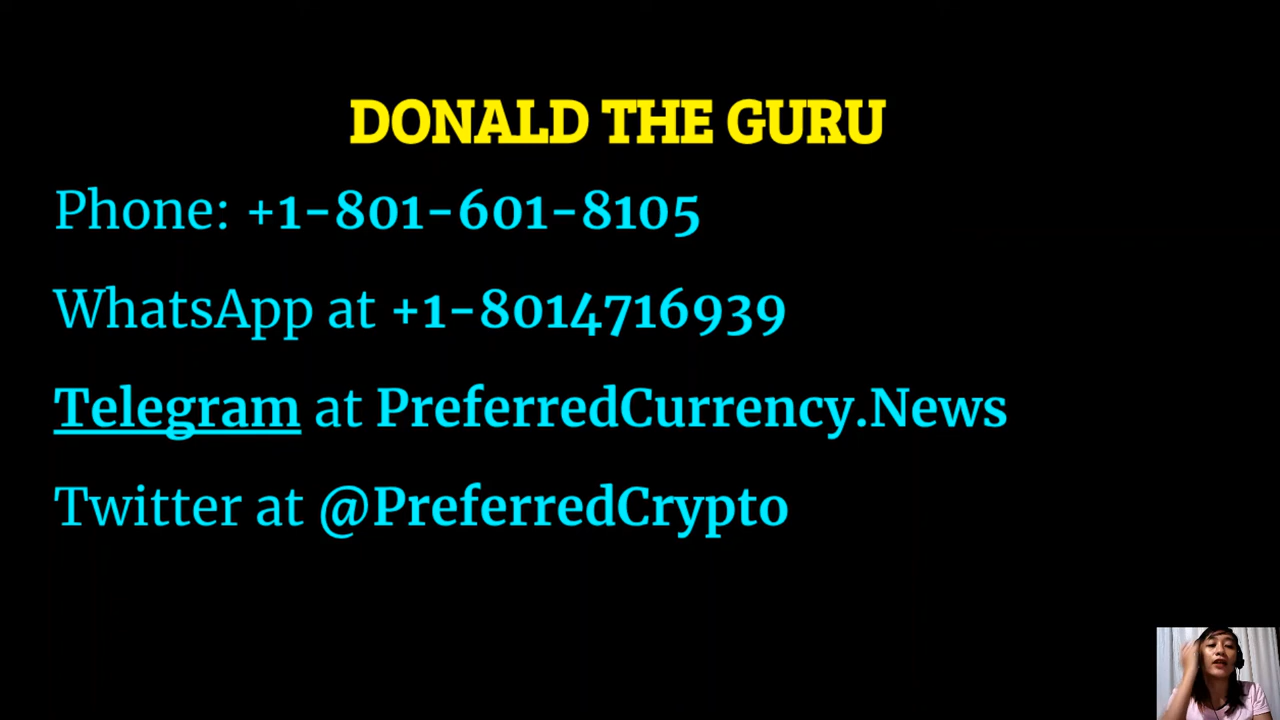 DONALD THE GURU
Phone: +1-801-601-8105
WhatsApp at +1-8014716939
Telegram at PreferredCurrency.News
Twitter at @PreferredCrypto